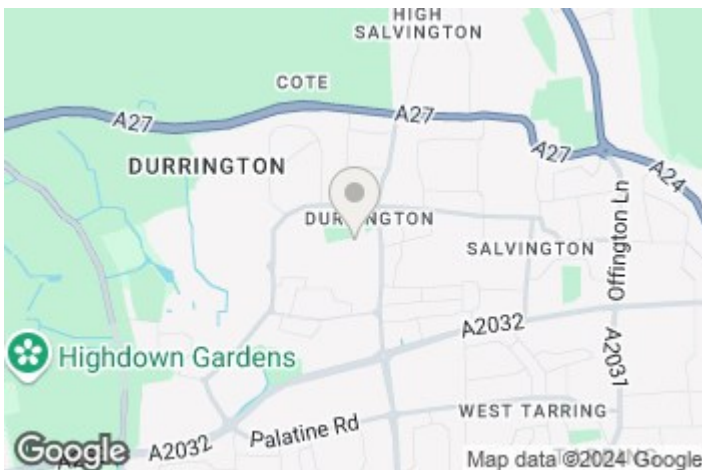 HIGH
SALVINGTON
COTE
A27
A27
DURRINGTON
A27
A24
DURRINGTON
SALVINGTON
Offington Ln
A2032
Highdown Gardens
A2031
WEST TARRING
Palatine Rd
A2032
Google
Map data ©2024 Google